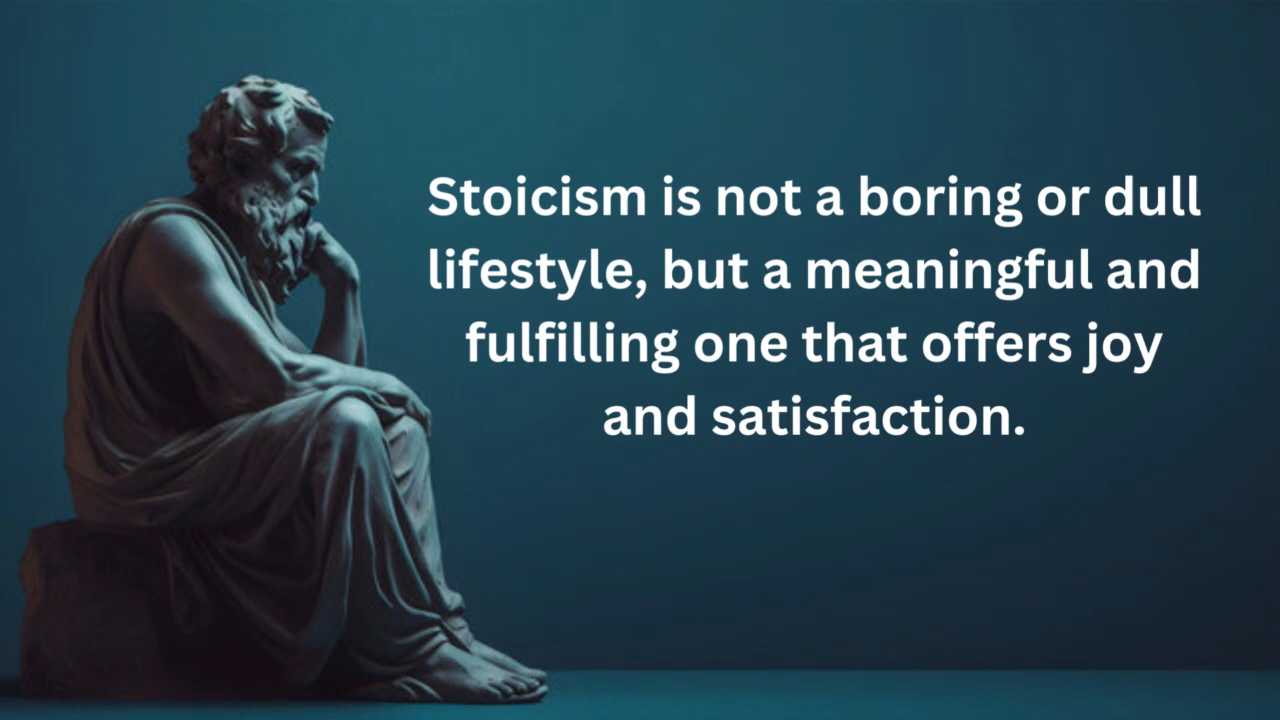 Stoicism is not a boring or dull
lifestyle, but a meaningful and
fulfilling one that offers joy
and satisfaction.